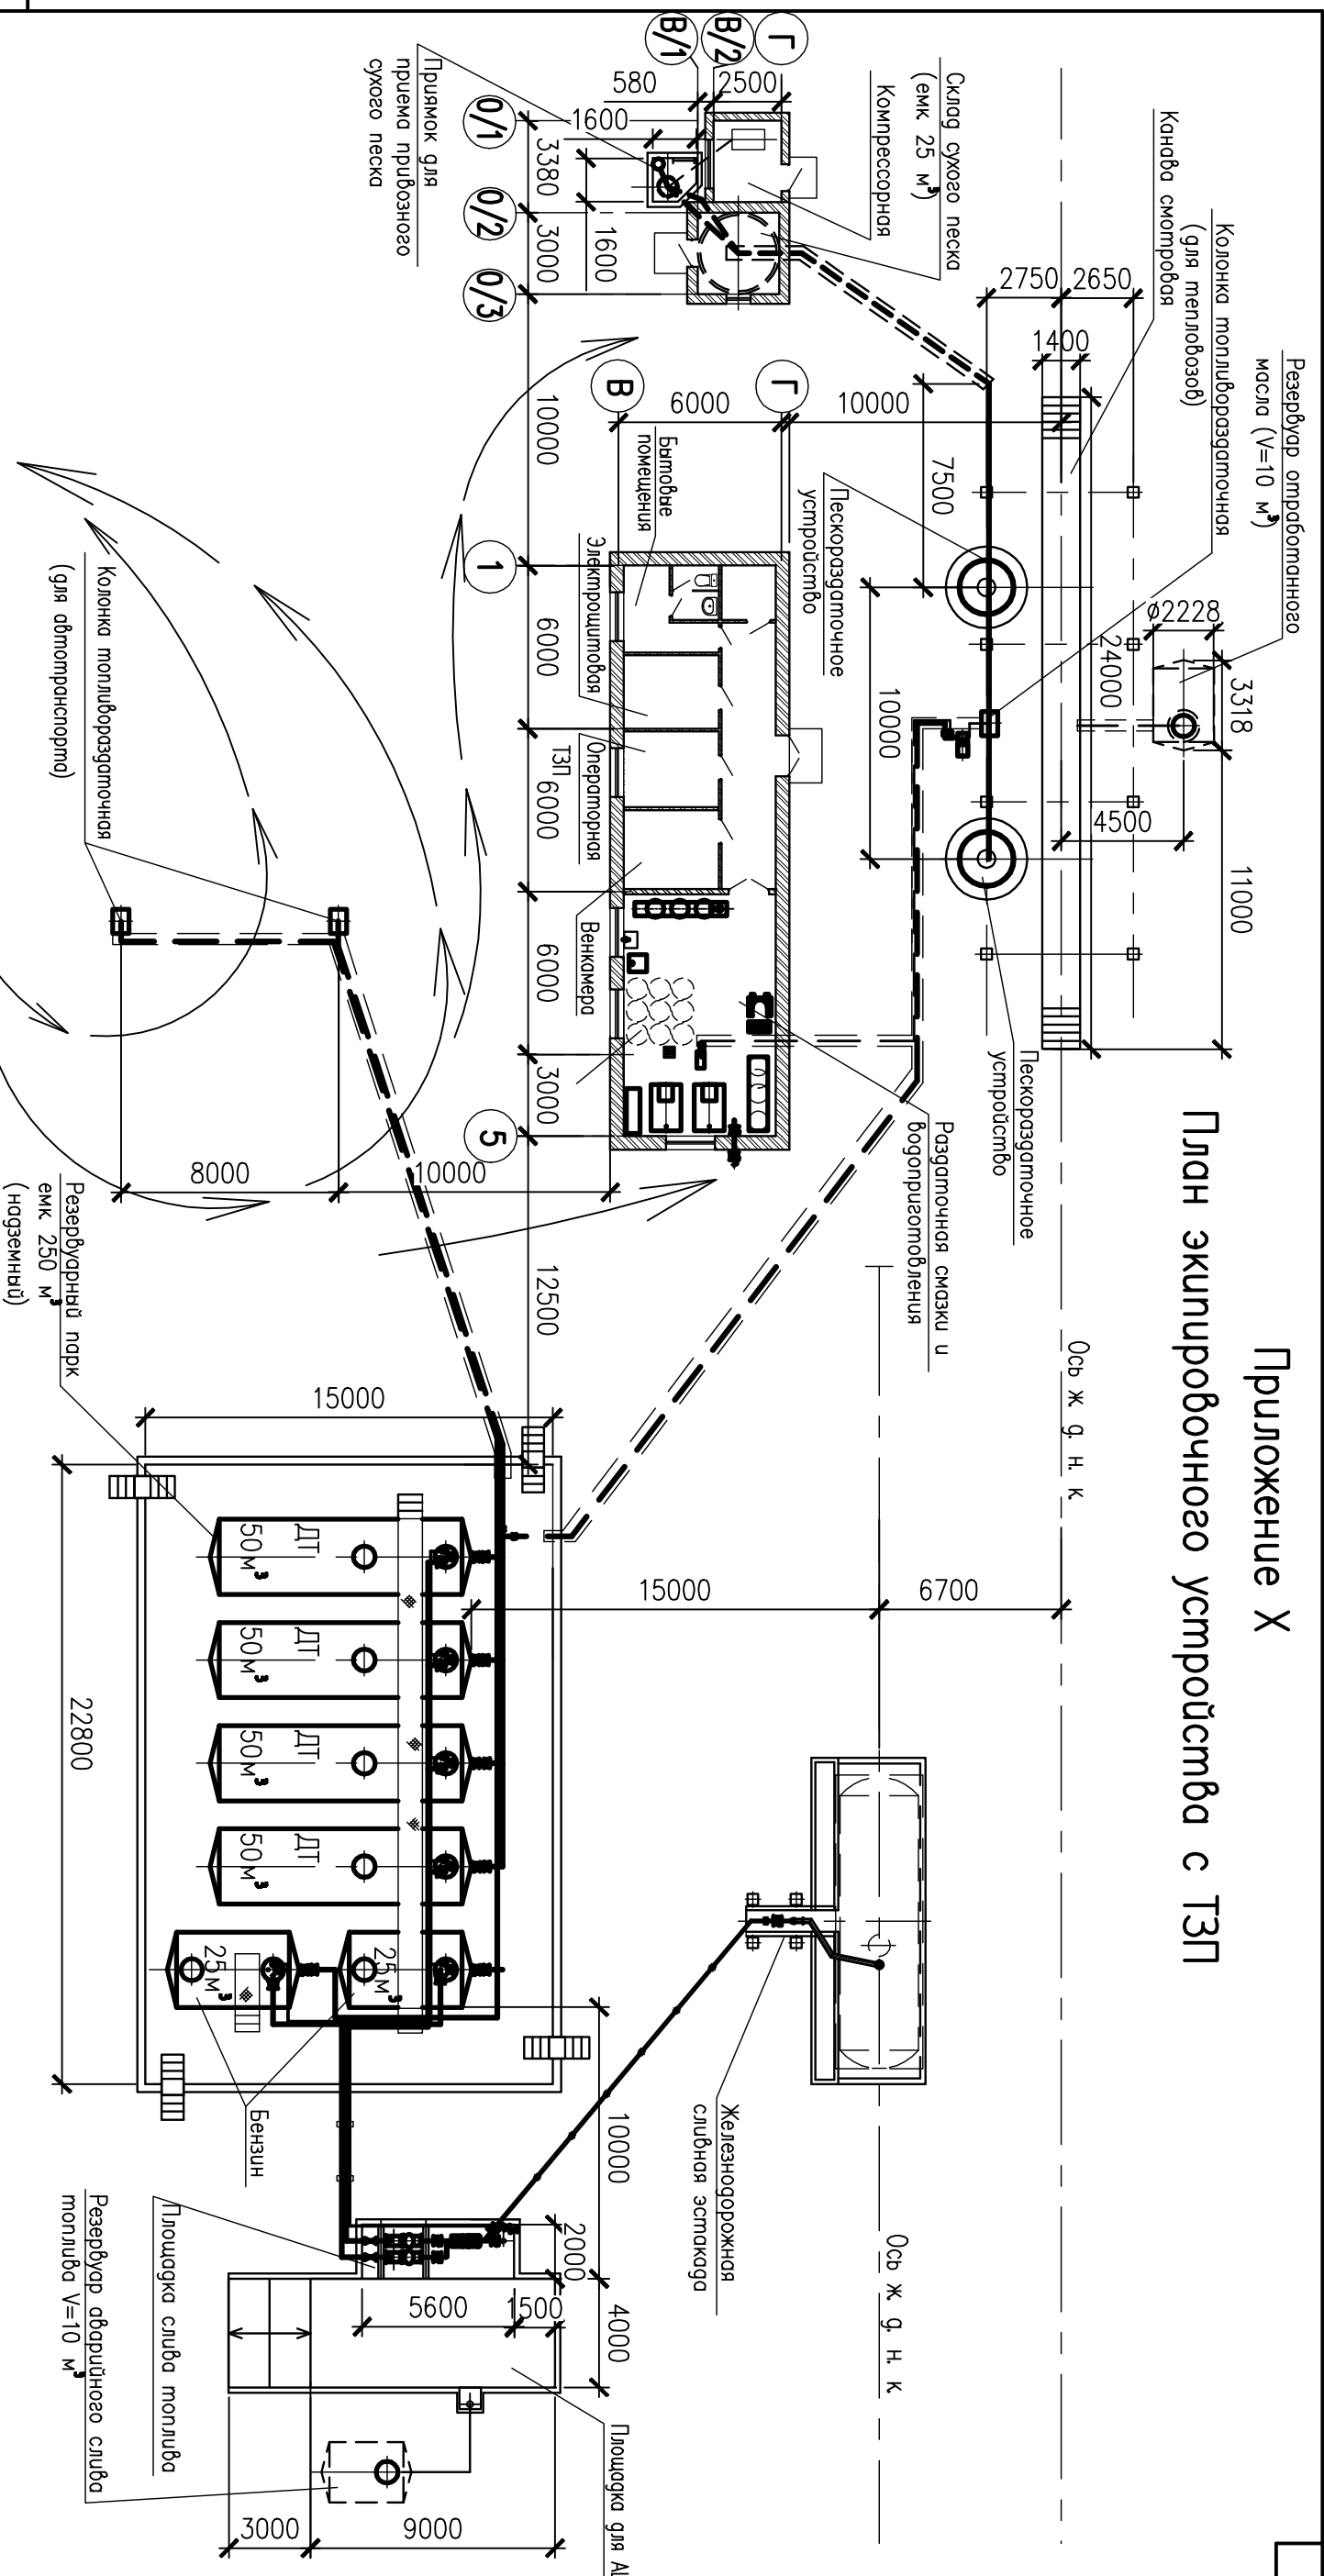 Приложение X
План экипировочного устройства с ТЗП
Резервуар отработанного
масла (V=10 м³)
Колонка топливораздаточная
(для тепловозов)
Канава смотровая
Склад сухого песка
(емк. 25 м³)
Компрессорная
Г
В/2
В/1
2500
580
1600
Приямок для
приема привозного
сухого песка
0/1
0/2
0/3
3380
3000
1600
2750
2650
1400
ø2228
3318
24000
11000
4500
7500
10000
Пескораздаточное
устройство
Пескораздаточное
устройство
Ось ж. д. н. к
10000
6000
Г
В
10000
6000
6000
6000
3000
12500
1
5
Бытовые
помещения
Электрощитовая
Операторная
ТЗП
Венкамера
Раздаточная смазки и
водоприготовления
Колонка топливораздаточная
(для автотранспорта)
8000
10000
Резервуарный парк
емк. 250 м³
(надземный)
15000
22800
15000
6700
ДТ
50м³
ДТ
50м³
ДТ
50м³
ДТ
50м³
25м³
25м³
Бензин
Железнодорожная
сливная эстакада
Ось ж. д. н. к
10000
2000
4000
5600
1500
Площадка слива топлива
Резервуар аварийного слива
топлива V=10 м³
Площадка для АЦ
3000
9000